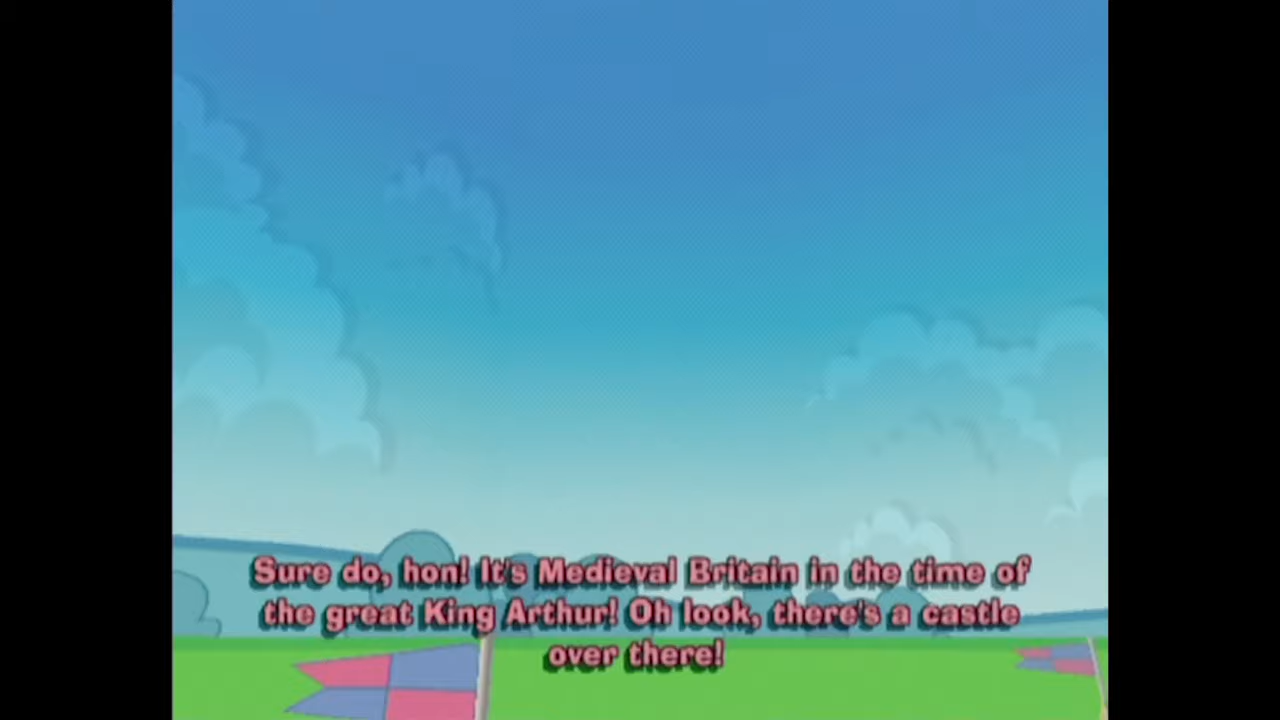 Sure do, hon! It's Medieval Britain in the time of
the great King Arthur! Oh look, there's a castle
over there!